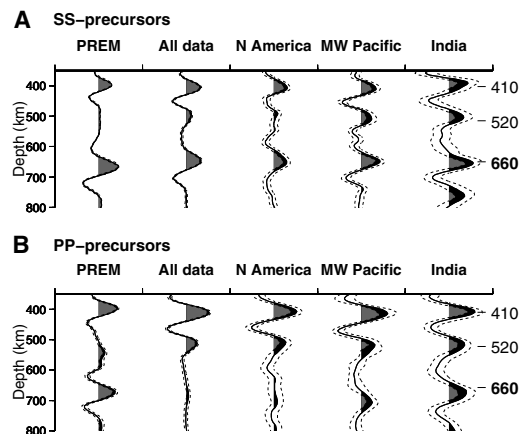 A SS-precursors
PREM All data N America MW Pacific India
400 410
500 520
600
660
700
800
Depth (km)
B PP-precursors
PREM All data N America MW Pacific India
400 410
500 520
600
660
700
800
Depth (km)